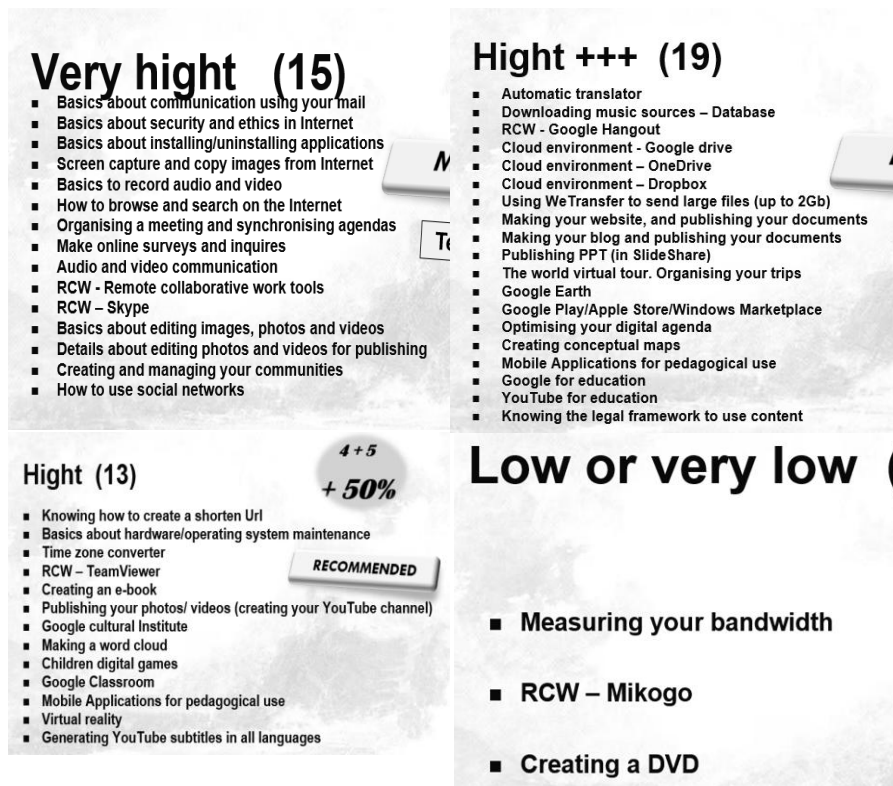 Very hight (15)
■ Basics about communication using your mail
■ Basics about security and ethics in Internet
■ Basics about installing/uninstalling applications
■ Screen capture and copy images from Internet
■ Basics to record audio and video
■ How to browse and search on the Internet
■ Organising a meeting and synchronising agendas
■ Make online surveys and inquires
■ Audio and video communication
■ RCW - Remote collaborative work tools
■ RCW – Skype
■ Basics about editing images, photos and videos
■ Details about editing photos and videos for publishing
■ Creating and managing your communities
■ How to use social networks
Hight +++ (19)
■ Automatic translator
■ Downloading music sources – Database
■ RCW - Google Hangout
■ Cloud environment - Google drive
■ Cloud environment – OneDrive
■ Cloud environment – Dropbox
■ Using WeTransfer to send large files (up to 2Gb)
■ Making your website, and publishing your documents
■ Making your blog and publishing your documents
■ Publishing PPT (in SlideShare)
■ The world virtual tour. Organising your trips
■ Google Earth
■ Google Play/Apple Store/Windows Marketplace
■ Optimising your digital agenda
■ Creating conceptual maps
■ Mobile Applications for pedagogical use
■ Google for education
■ YouTube for education
■ Knowing the legal framework to use content
Hight (13)
4 + 5
+ 50%
RECOMMENDED
■ Knowing how to create a shorten Url
■ Basics about hardware/operating system maintenance
■ Time zone converter
■ RCW – TeamViewer
■ Creating an e-book
■ Publishing your photos/ videos (creating your YouTube channel)
■ Google cultural Institute
■ Making a word cloud
■ Children digital games
■ Google Classroom
■ Mobile Applications for pedagogical use
■ Virtual reality
■ Generating YouTube subtitles in all languages
Low or very low (
■ Measuring your bandwidth
■ RCW – Mikogo
■ Creating a DVD